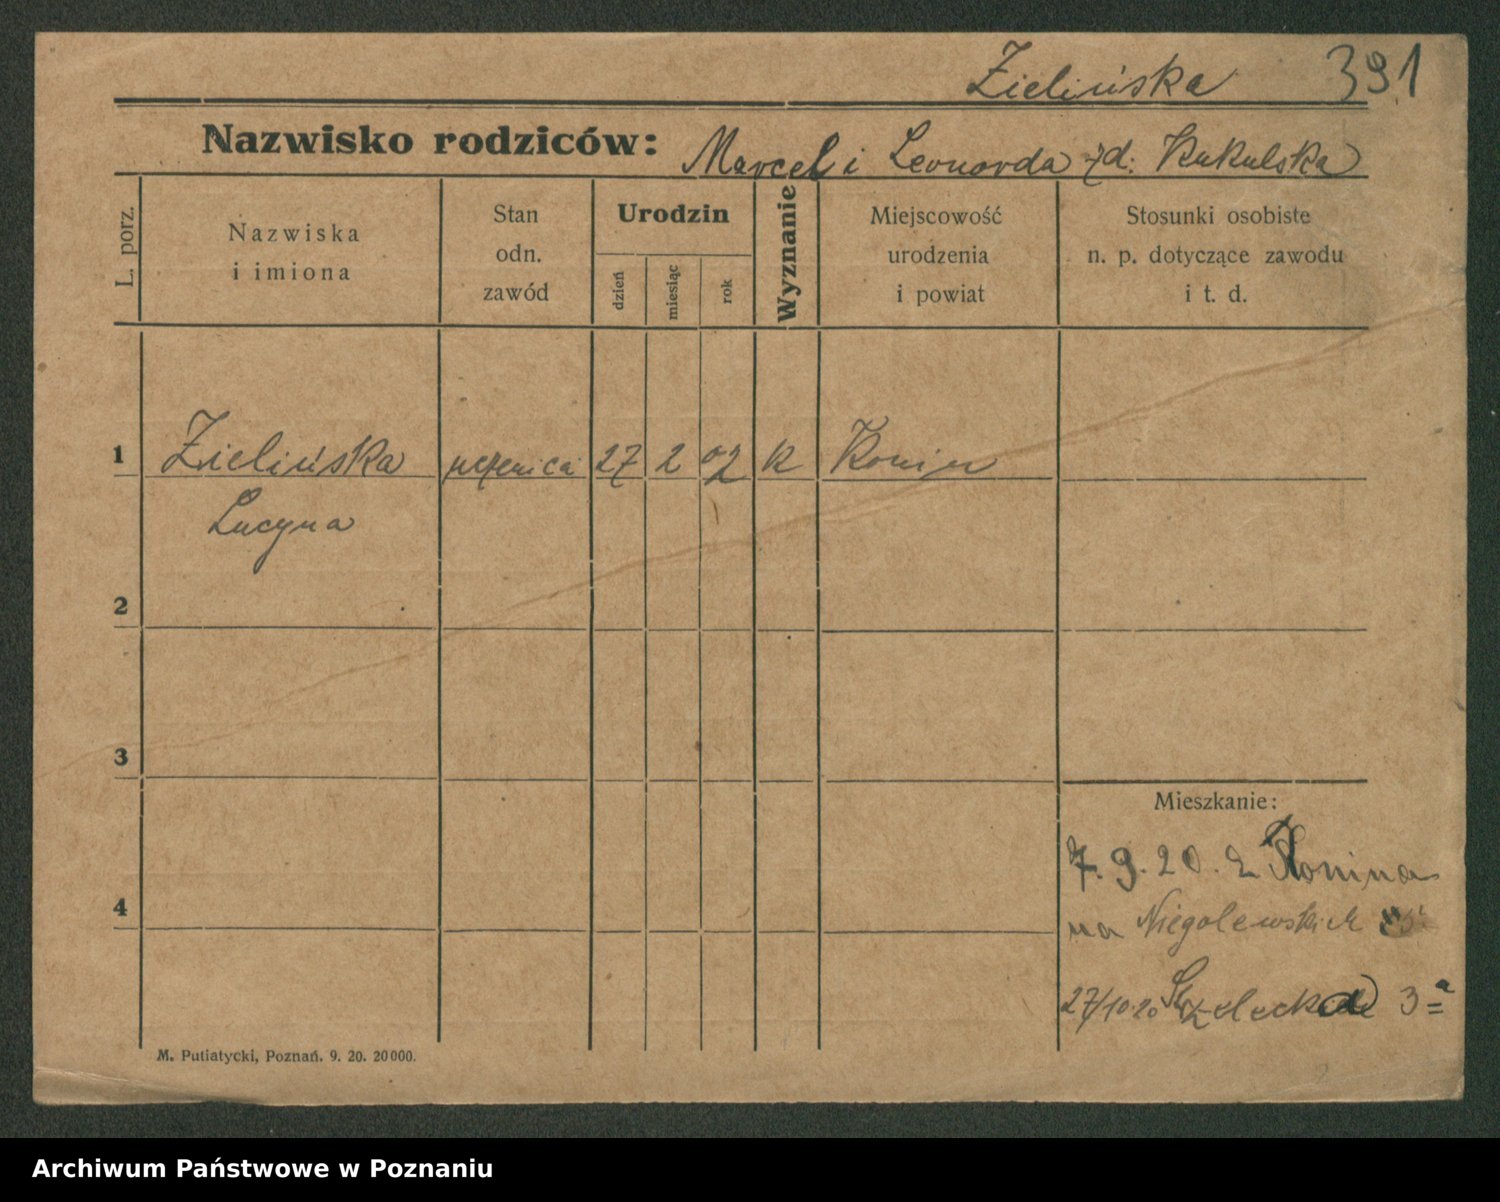 Zielińska 391
Nazwisko rodziców: Marcel i Leonarda zd. Kukulska
L. porz.
Nazwiska
i imiona
Stan
odn.
zawód
Urodzin
dzień
miesiąc
rok
Wyznanie
Miejscowość
urodzenia
i powiat
Stosunki osobiste
n. p. dotyczące zawodu
i t. d.
1 Zielińska uczenica 27 2 02 K Konin
Lucyna
2
3
Mieszkanie:
7. 9. 20. z Konina
4
na Niegolewskich
27/10 20 3a
M. Putiatycki, Poznań. 9. 20. 20000.
Archiwum Państwowe w Poznaniu